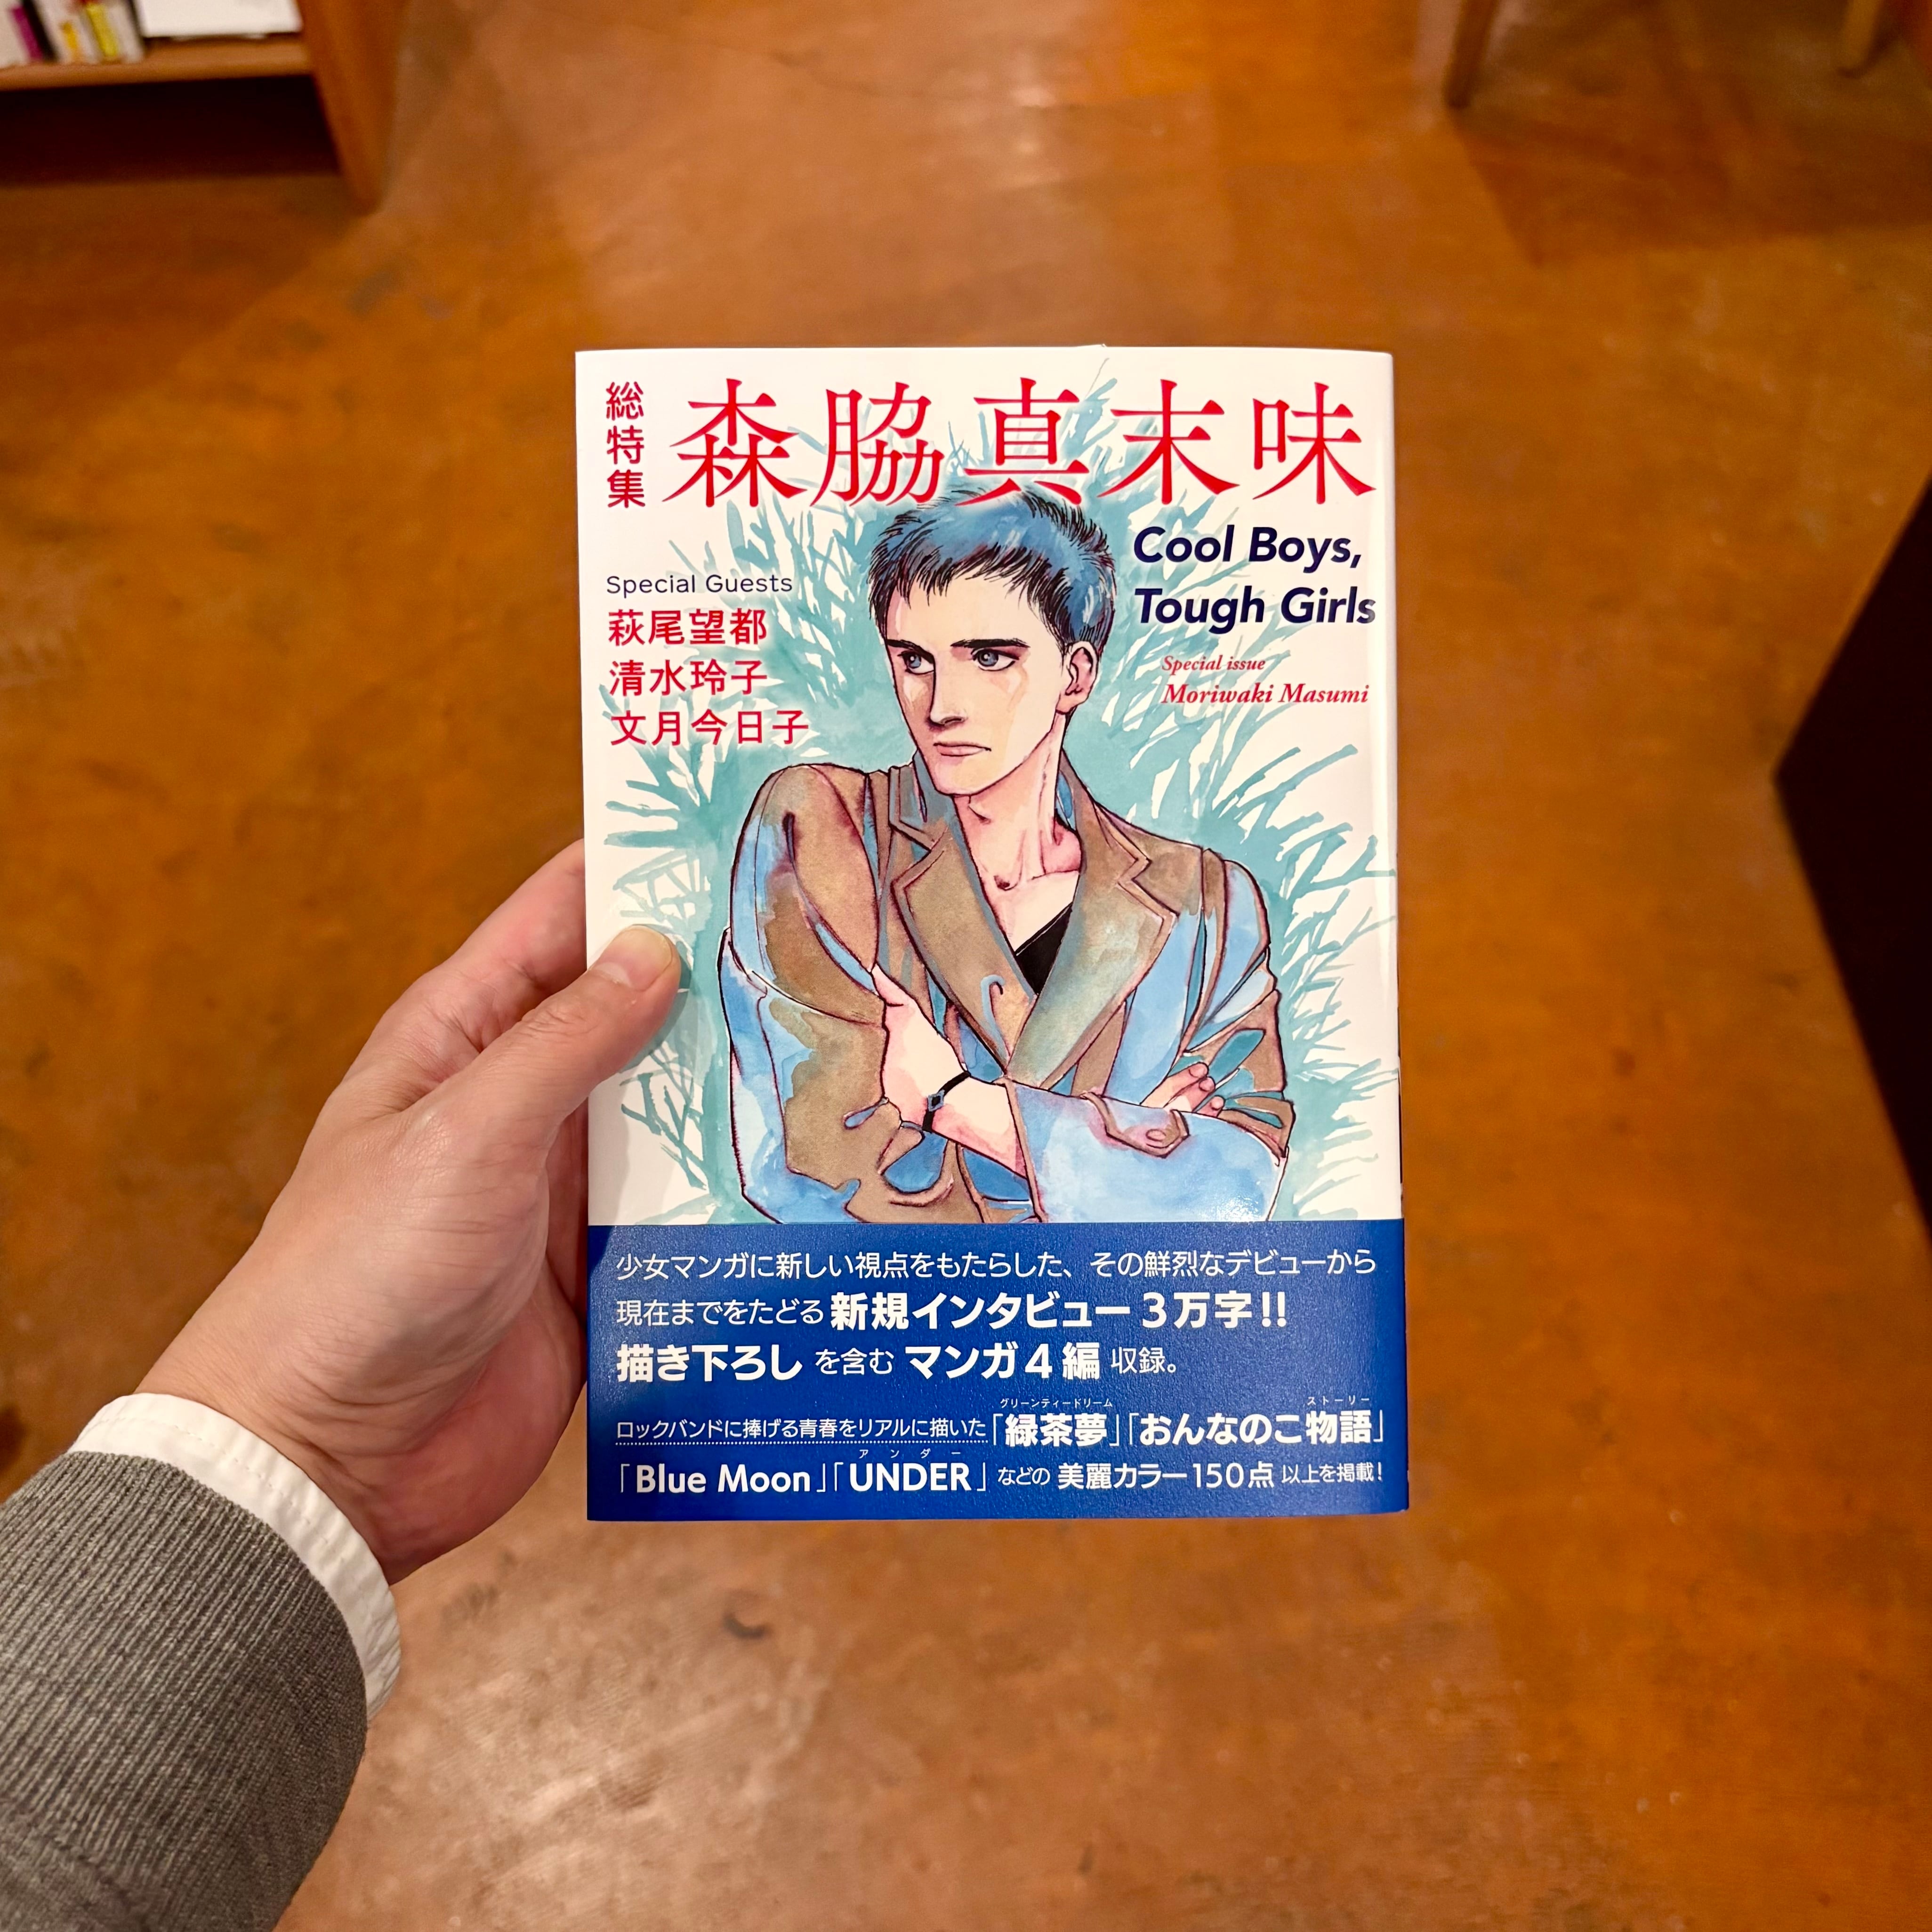 総特集
森脇真末味
Cool Boys,
Tough Girls
Special issue
Moriwaki Masumi
Special Guests
萩尾望都
清水玲子
文月今日子
少女マンガに新しい視点をもたらした、その鮮烈なデビューから
現在までをたどる 新規インタビュー 3万字!!
描き下ろし を含む マンガ4編 収録。
グリーンティードリーム ストーリー
ロックバンドに捧げる青春をリアルに描いた「緑茶夢」「おんなのこ物語」
アンダー
「Blue Moon」「UNDER」などの 美麗カラー150点 以上を掲載!